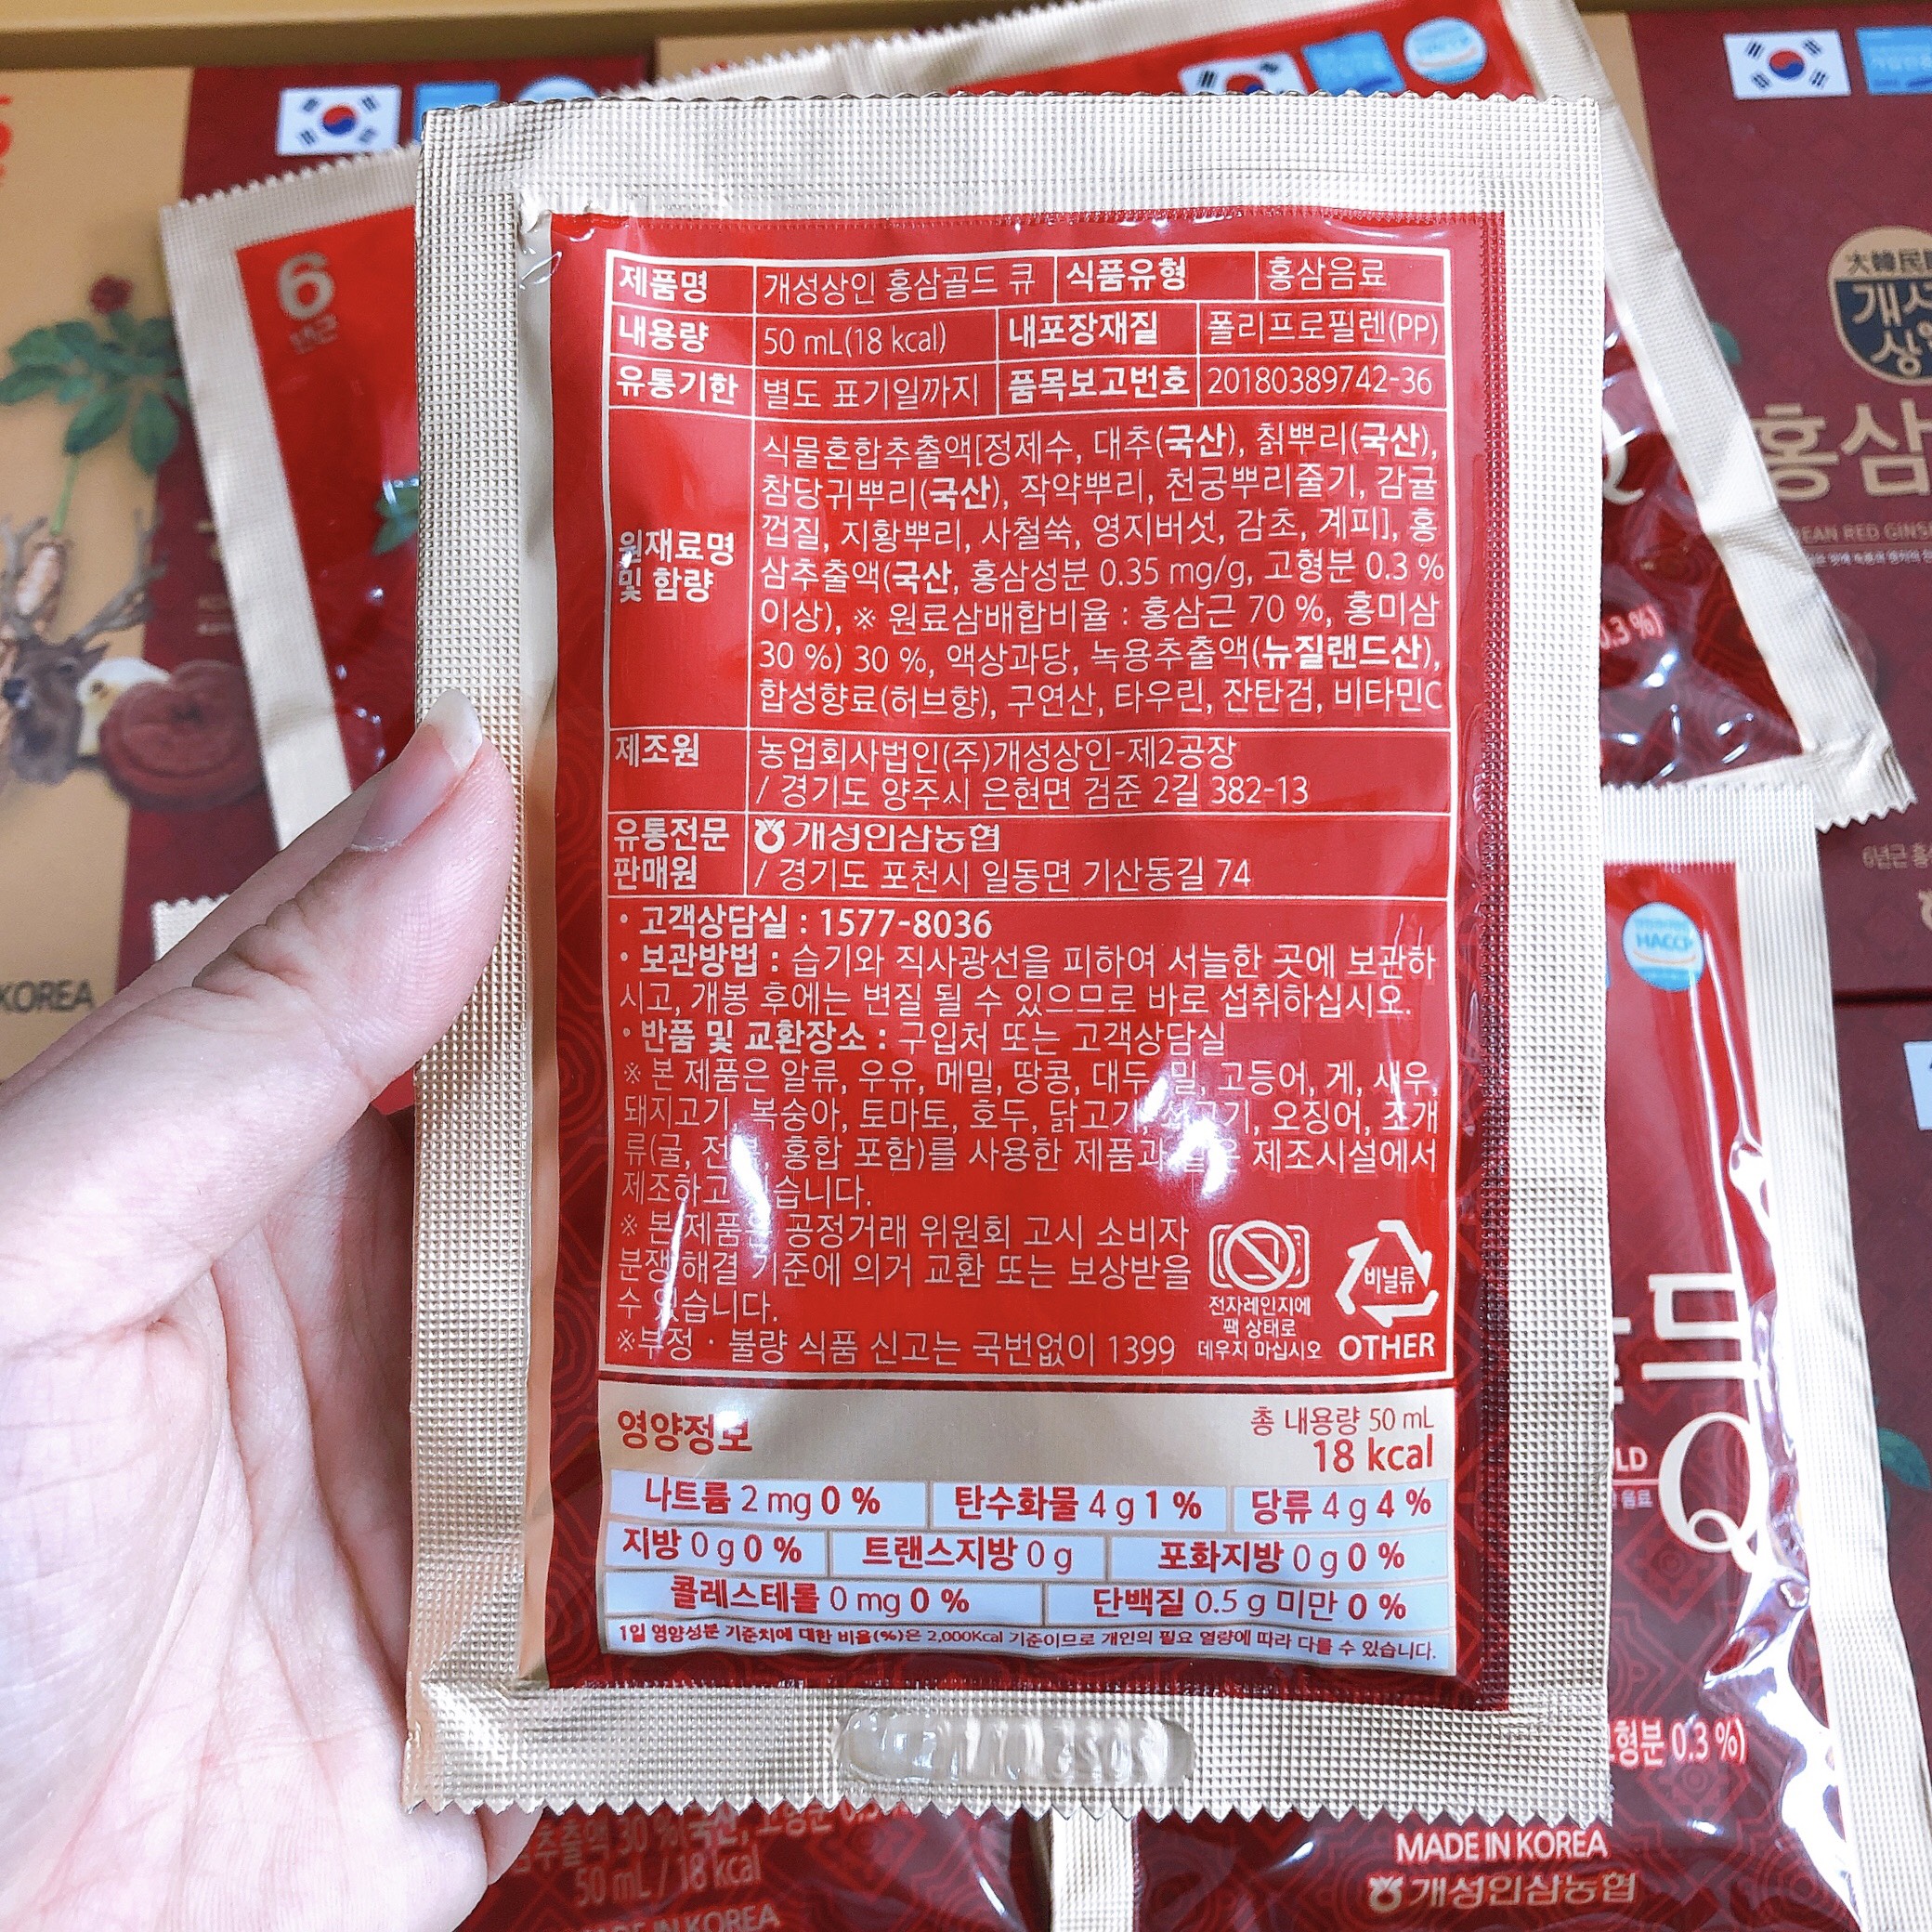 제품명 개성상인 홍삼골드 큐 식품유형 홍삼음료
내용량 50 mL(18 kcal) 내포장재질 폴리프로필렌(PP)
유통기한 별도 표기일까지 품목보고번호 20180389742-36
원재료명 및 함량
식물혼합추출액[정제수, 대추(국산), 칡뿌리(국산),
참당귀뿌리(국산), 작약뿌리, 천궁뿌리줄기, 감귤
껍질, 지황뿌리, 사철쑥, 영지버섯, 감초, 계피], 홍
삼추출액(국산, 홍삼성분 0.35 mg/g, 고형분 0.3 %
이상), ※ 원료삼배합비율 : 홍삼근 70 %, 홍미삼
30 %) 30 %, 액상과당, 녹용추출액(뉴질랜드산),
합성향료(허브향), 구연산, 타우린, 잔탄검, 비타민C
제조원 농업회사법인(주)개성상인-제2공장
/ 경기도 양주시 은현면 검준 2길 382-13
유통전문 개성인삼농협
판매원 / 경기도 포천시 일동면 기산동길 74
• 고객상담실 : 1577-8036
• 보관방법 : 습기와 직사광선을 피하여 서늘한 곳에 보관하
시고, 개봉 후에는 변질 될 수 있으므로 바로 섭취하십시오.
• 반품 및 교환장소 : 구입처 또는 고객상담실
※ 본 제품은 알류, 우유, 메밀, 땅콩, 대두, 밀, 고등어, 게, 새우,
돼지고기, 복숭아, 토마토, 호두, 닭고기, 오징어, 조개
류(굴, 홍합 포함)를 사용한 제품과 제조시설에서
제조하고
※ 본 제품은 공정거래 위원회 고시 소비자
분쟁해결 기준에 의거 교환 또는 보상받을
수 있습니다.
※부정 · 불량 식품 신고는 국번없이 1399
전자레인지에
팩 상태로
데우지 마십시오
비닐류
OTHER
영양정보 총 내용량 50 mL
18 kcal
나트륨 2 mg 0 % 탄수화물 4 g 1 % 당류 4 g 4 %
지방 0 g 0 % 트랜스지방 0 g 포화지방 0 g 0 %
콜레스테롤 0 mg 0 % 단백질 0.5 g 미만 0 %
1일 영양성분 기준치에 대한 비율(%)은 2,000Kcal 기준이므로 개인의 필요 열량에 따라 다를 수 있습니다.
6
년근
KOREA
홍삼
HACCP
0.3 %)
Q
고형분 0.3 %)
MADE IN KOREA
개성인삼농협
50 mL / 18 kcal